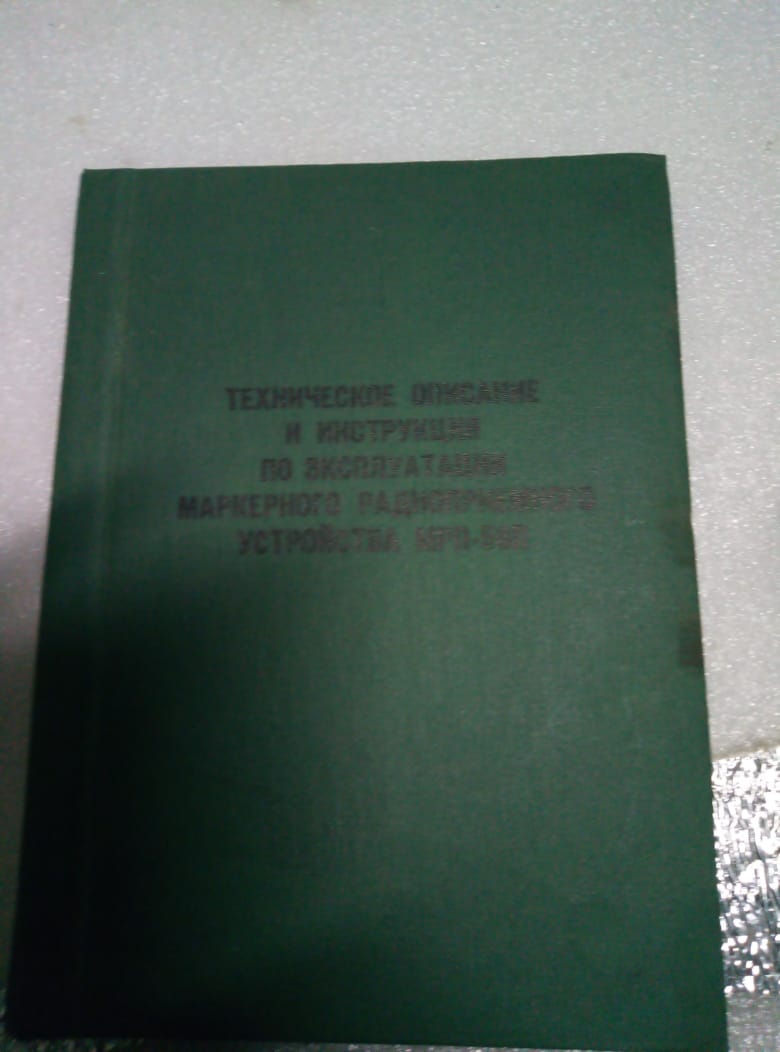 ТЕХНИЧЕСКОЕ ОПИСАНИЕ
И ИНСТРУКЦИЯ
ПО ЭКСПЛУАТАЦИИ
МАРКЕРНОГО РАДИОПРИЕМНОГО
УСТРОЙСТВА